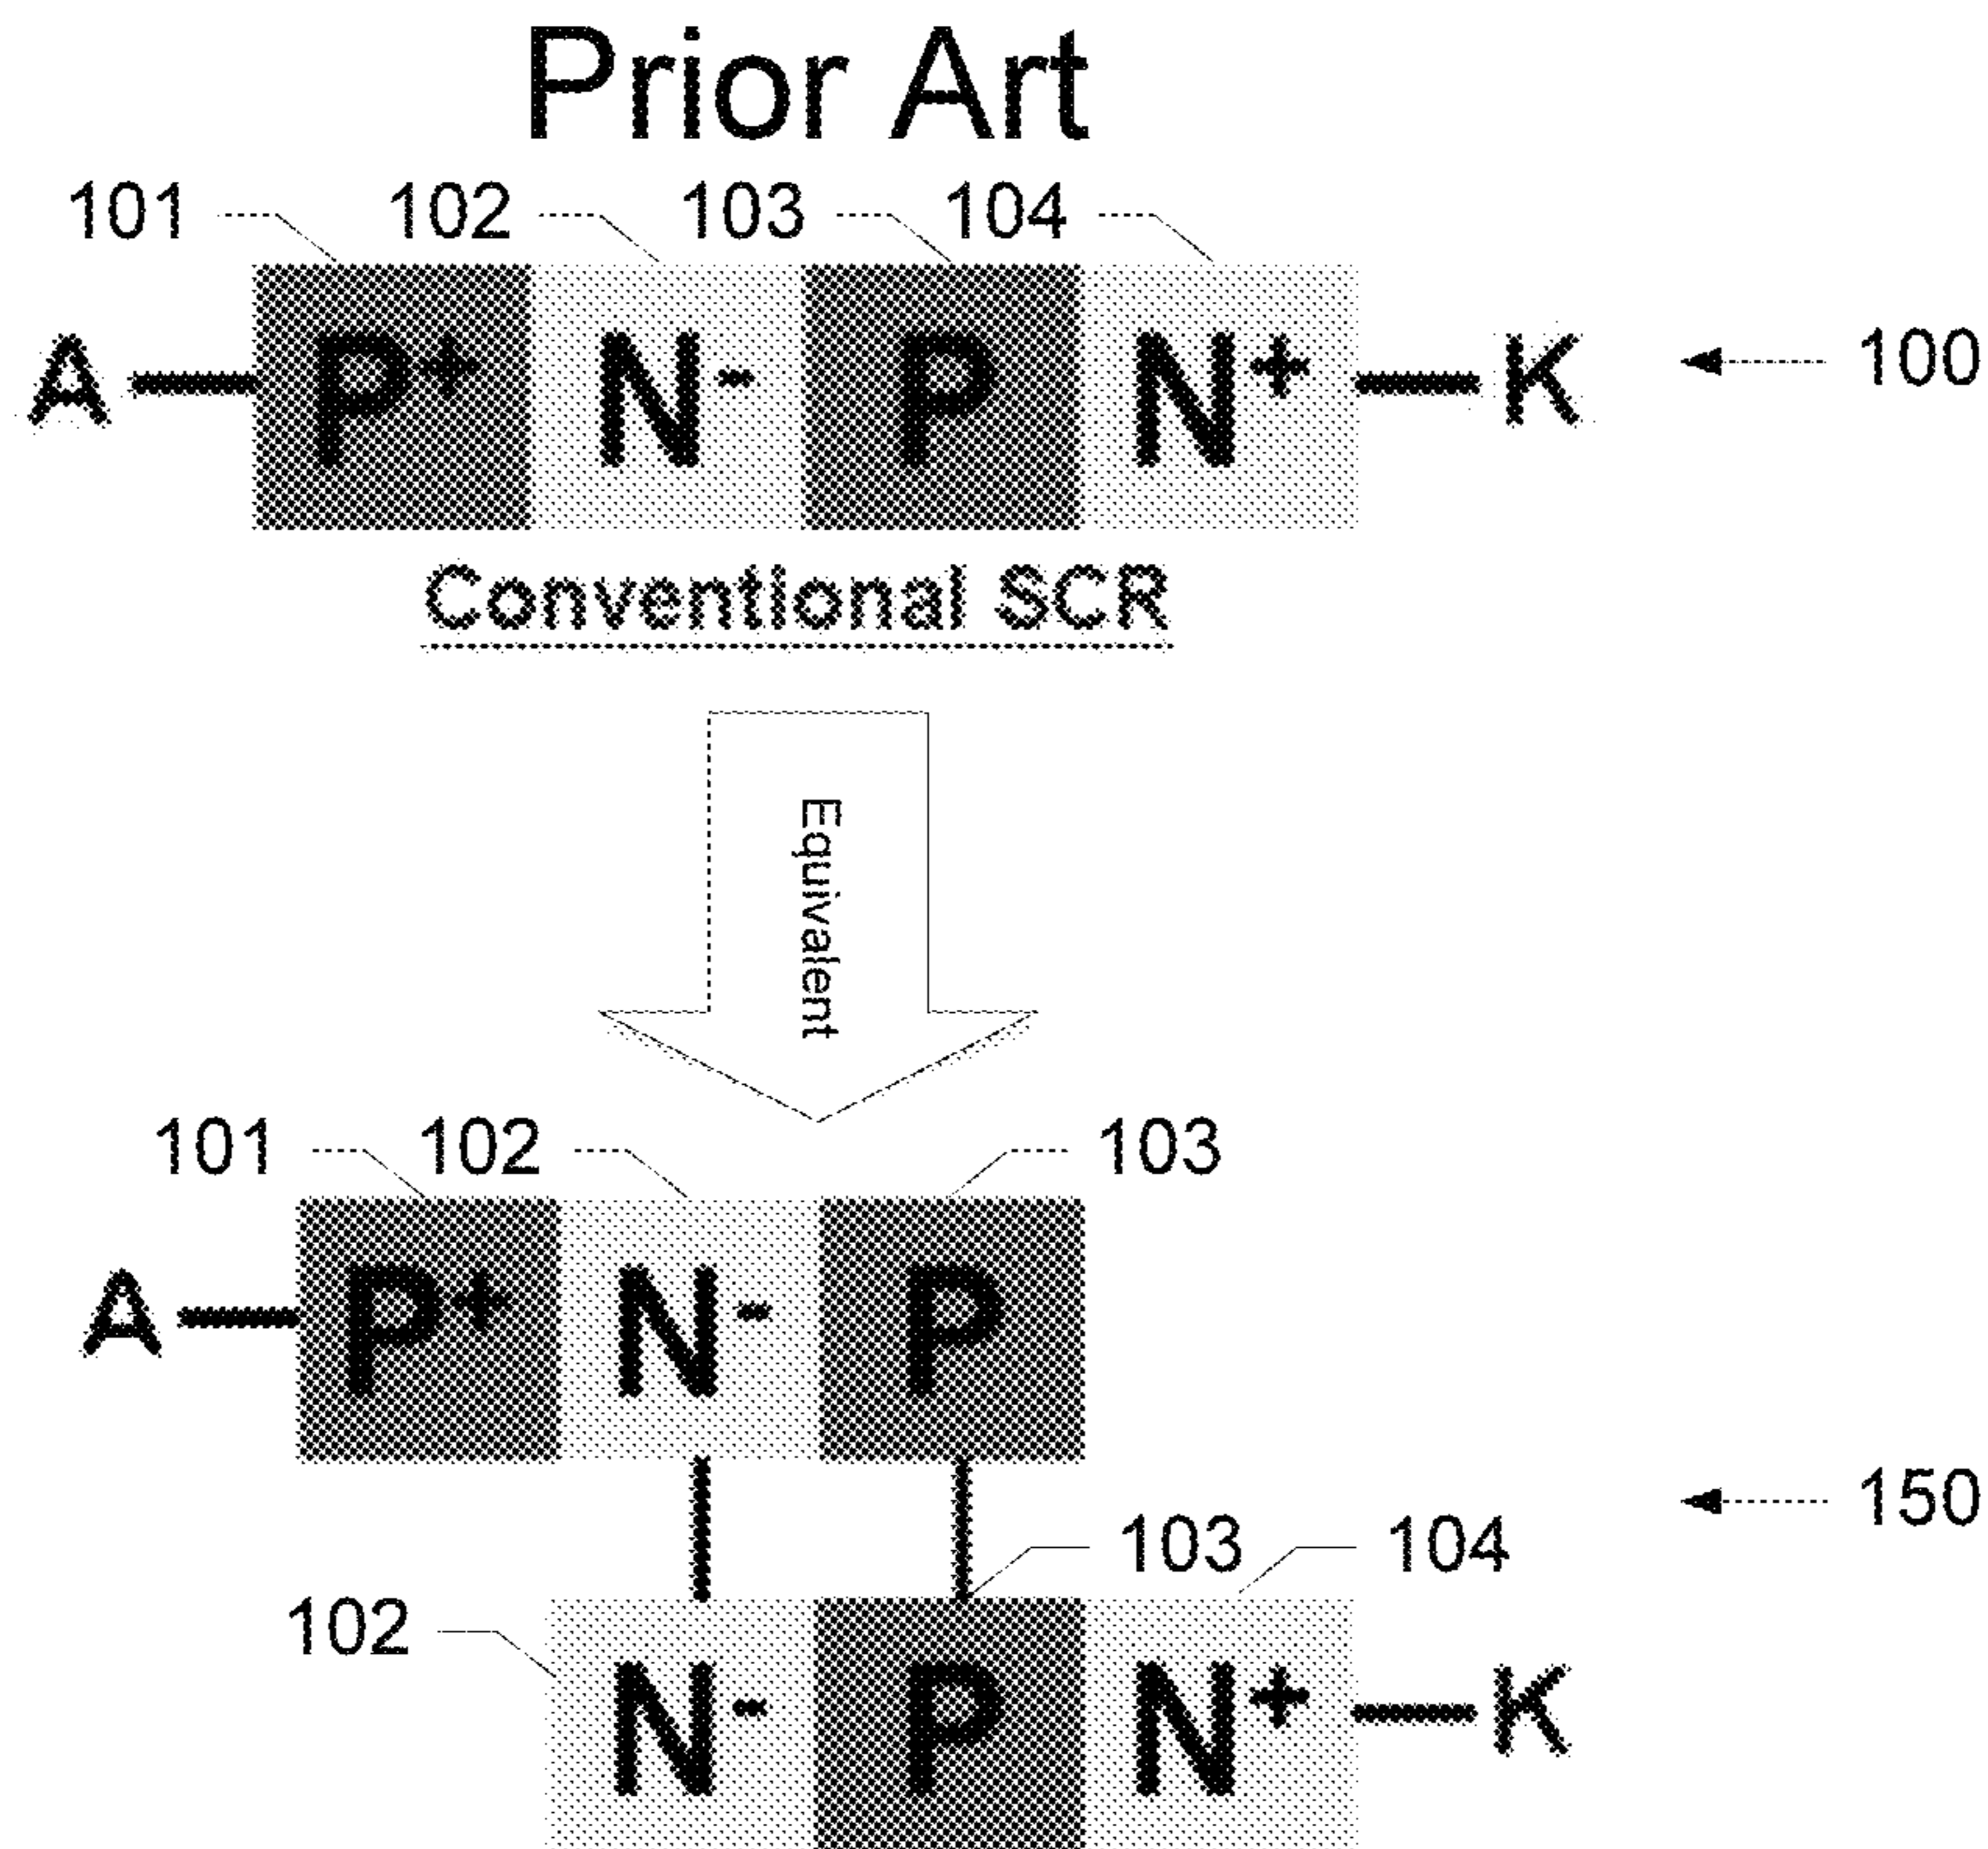 Prior Art
101 102 103 104
A P+ N- P N+ K 100
Conventional SCR
Equivalent
101 102 103
A P+ N- P
150
103 104
102
N- P N+ K